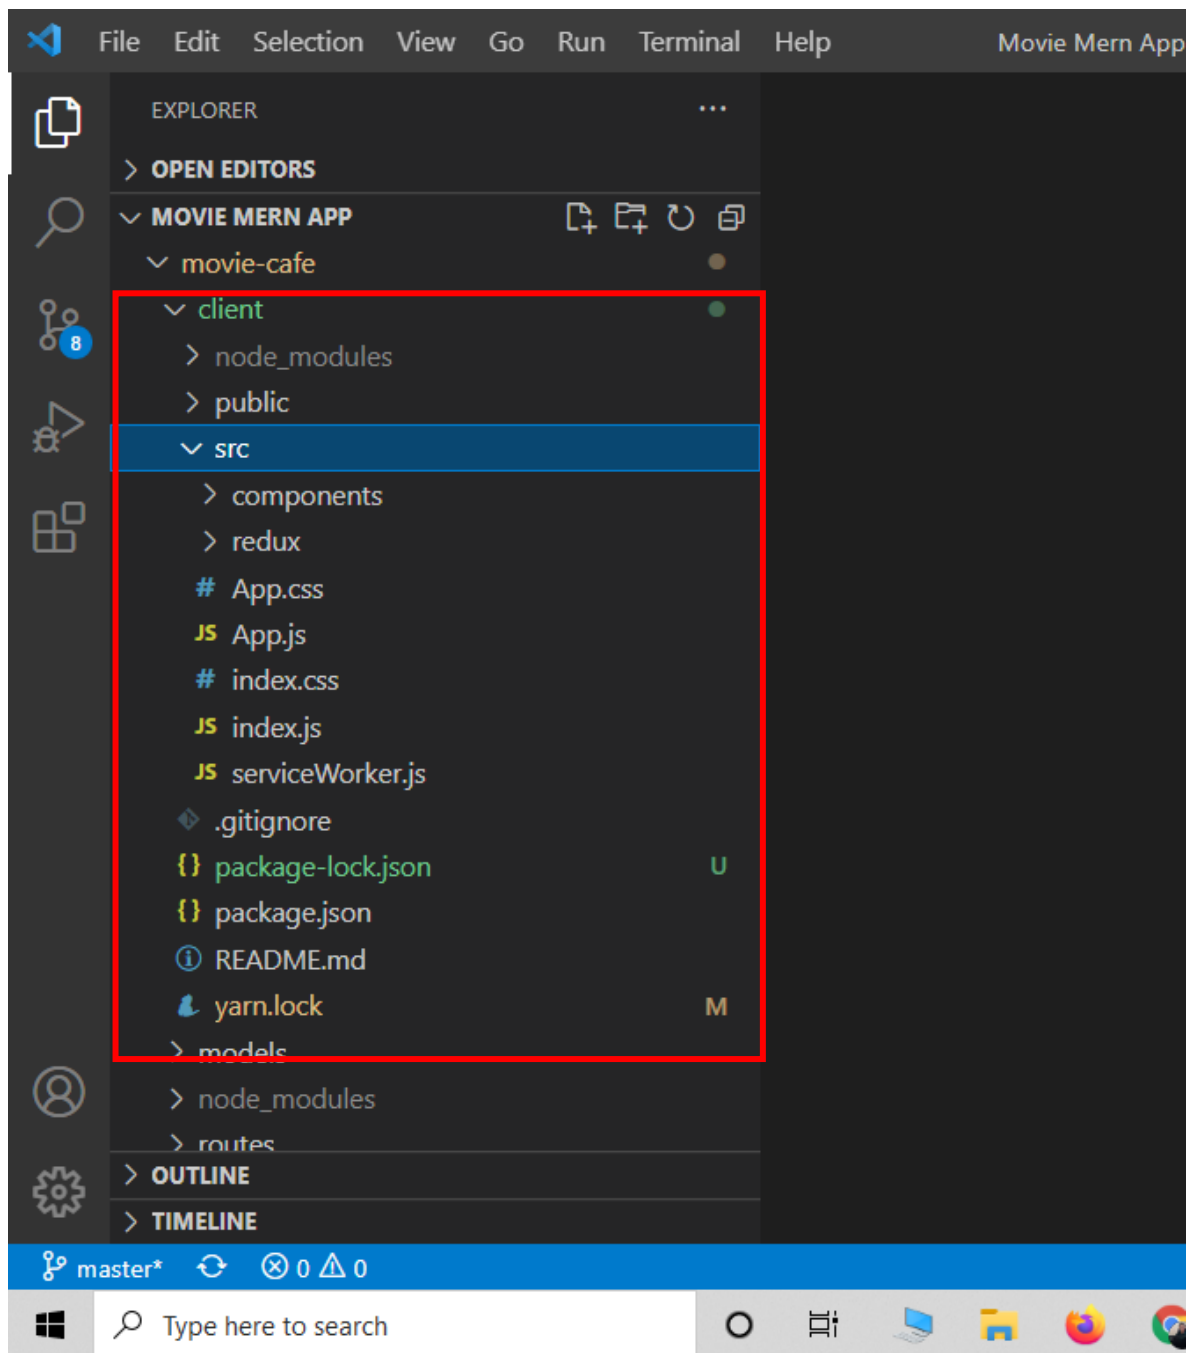 File Edit Selection View Go Run Terminal Help Movie Mern App
EXPLORER
OPEN EDITORS
MOVIE MERN APP
movie-cafe
client
node_modules
public
src
components
redux
# App.css
JS App.js
# index.css
JS index.js
JS serviceWorker.js
.gitignore
{} package-lock.json U
{} package.json
README.md
yarn.lock M
models
node_modules
routes
OUTLINE
TIMELINE
8
master* 0 0
Type here to search